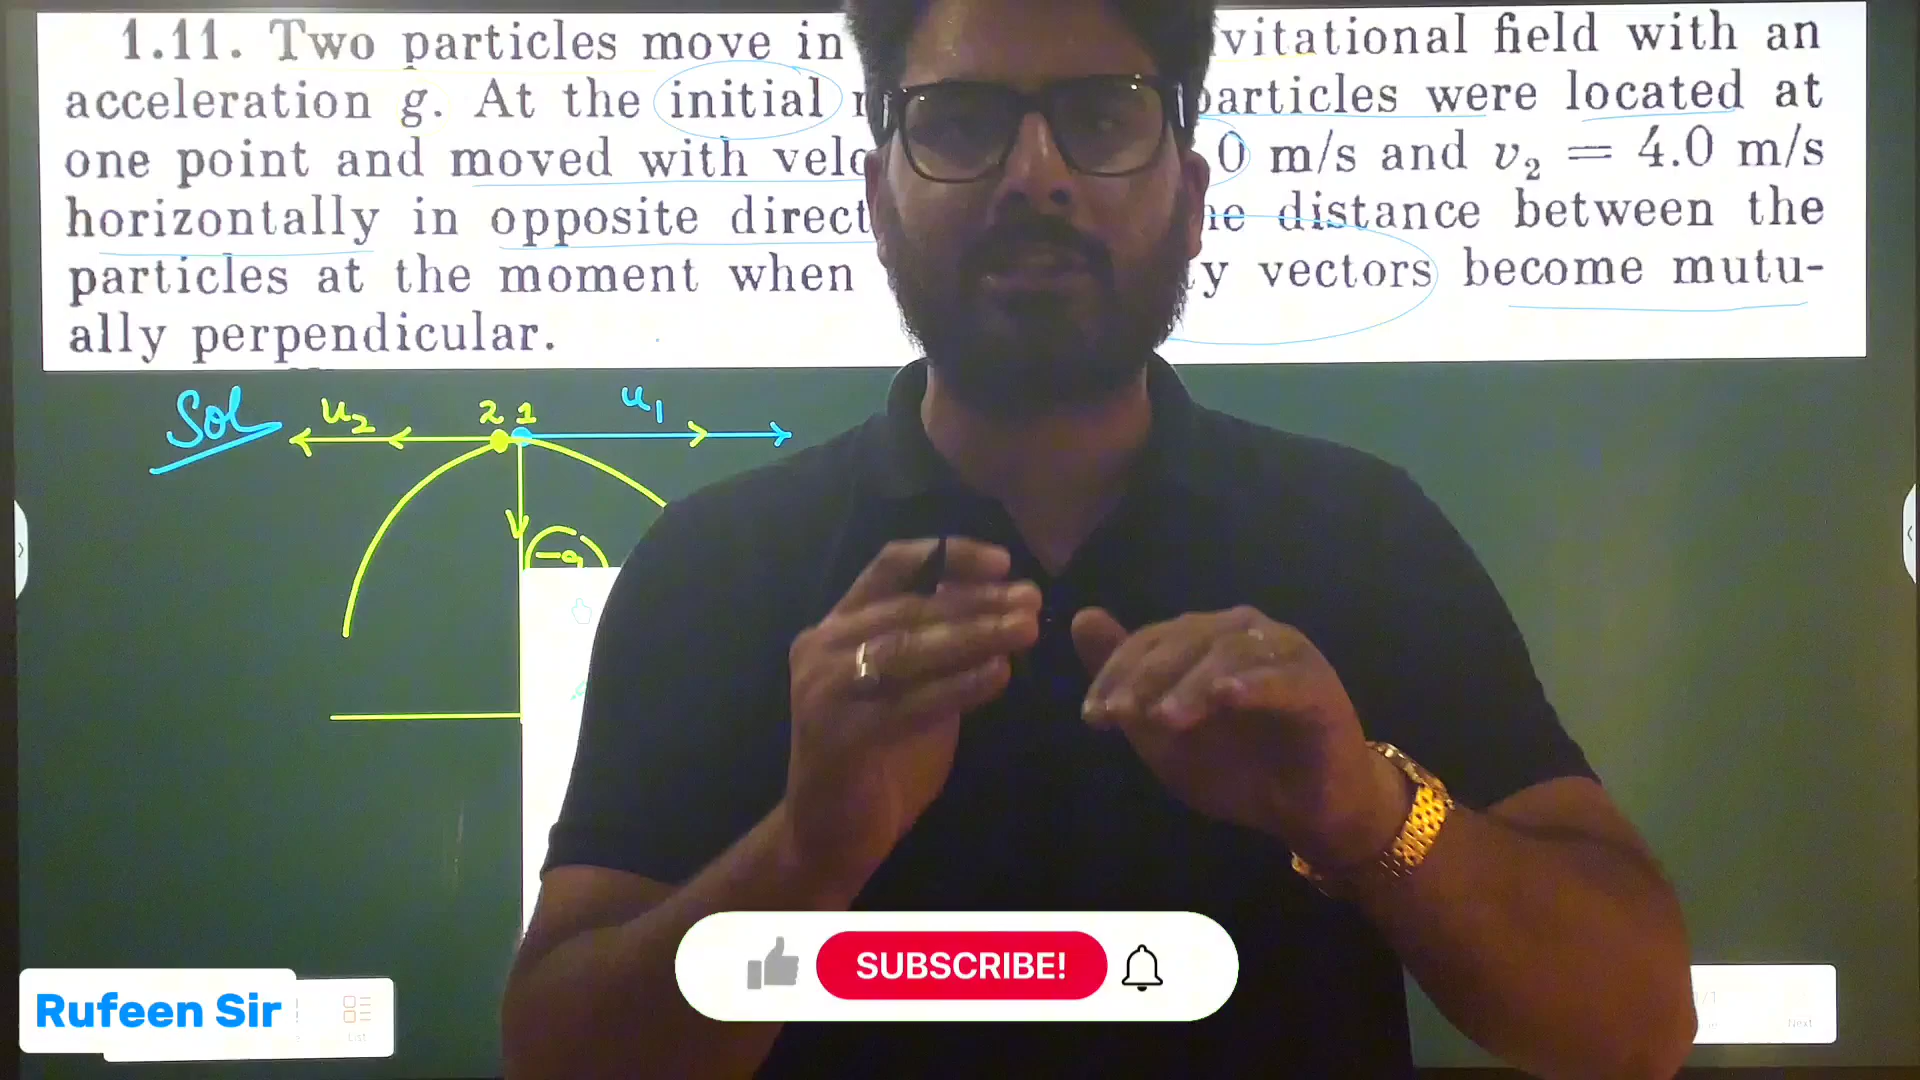 1.11. Two particles move in vitational field with an
acceleration g. At the initial particles were located at
one point and moved with velo 0 m/s and v₂ = 4.0 m/s
horizontally in opposite direct distance between the
particles at the moment when y vectors become mutu-
ally perpendicular.
Sol u₂ 2 1 u₁
-g
SUBSCRIBE!
Rufeen Sir
List
Next